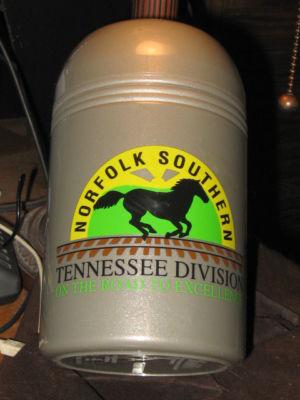 NORFOLK SOUTHERN
TENNESSEE DIVISION
ON THE ROAD TO EXCELLENCE